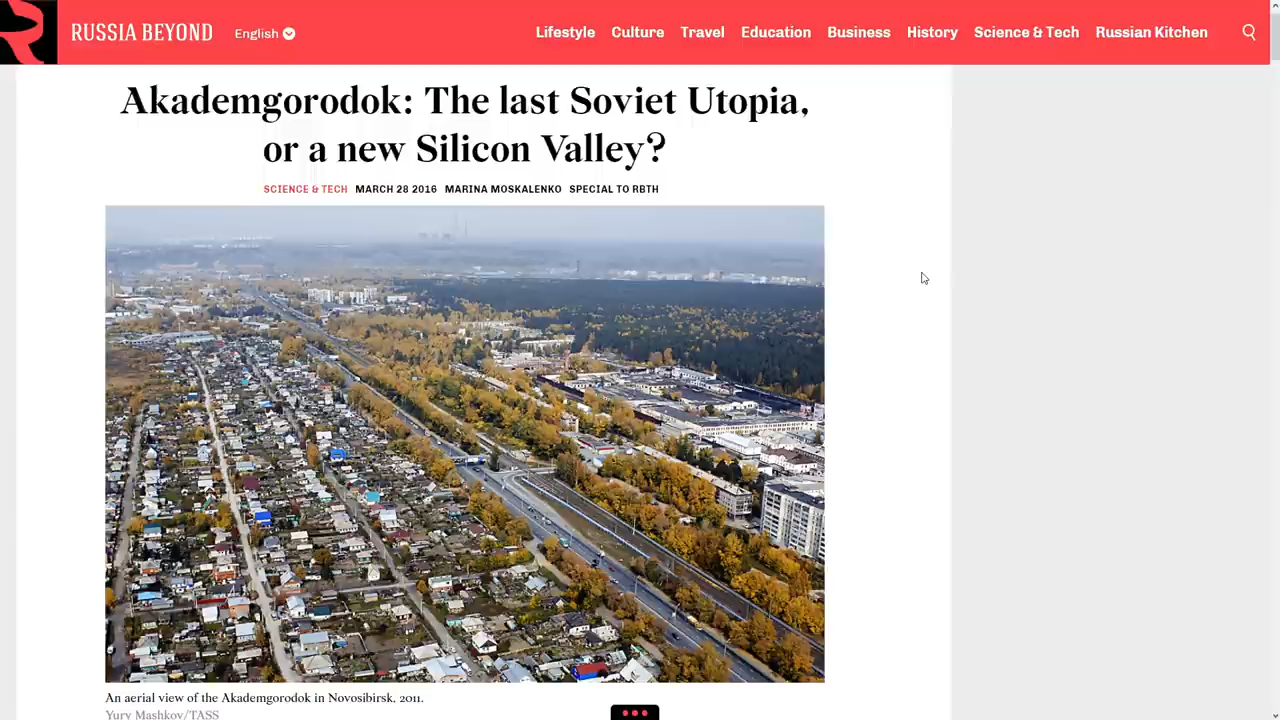 RUSSIA BEYOND
English
Lifestyle Culture Travel Education Business History Science & Tech Russian Kitchen
Akademgorodok: The last Soviet Utopia,
or a new Silicon Valley?
SCIENCE & TECH MARCH 28 2016 MARINA MOSKALENKO SPECIAL TO RBTH
An aerial view of the Akademgorodok in Novosibirsk, 2011.
Yury Mashkov/TASS